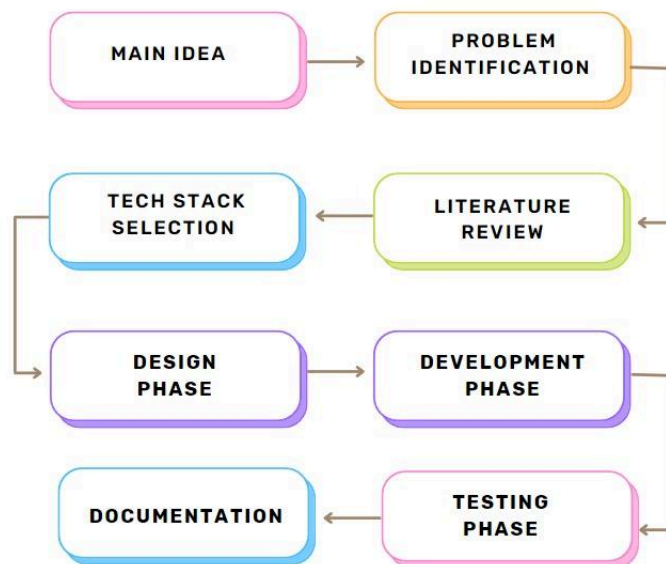 MAIN IDEA
PROBLEM
IDENTIFICATION
TECH STACK
SELECTION
LITERATURE
REVIEW
DESIGN
PHASE
DEVELOPMENT
PHASE
DOCUMENTATION
TESTING
PHASE